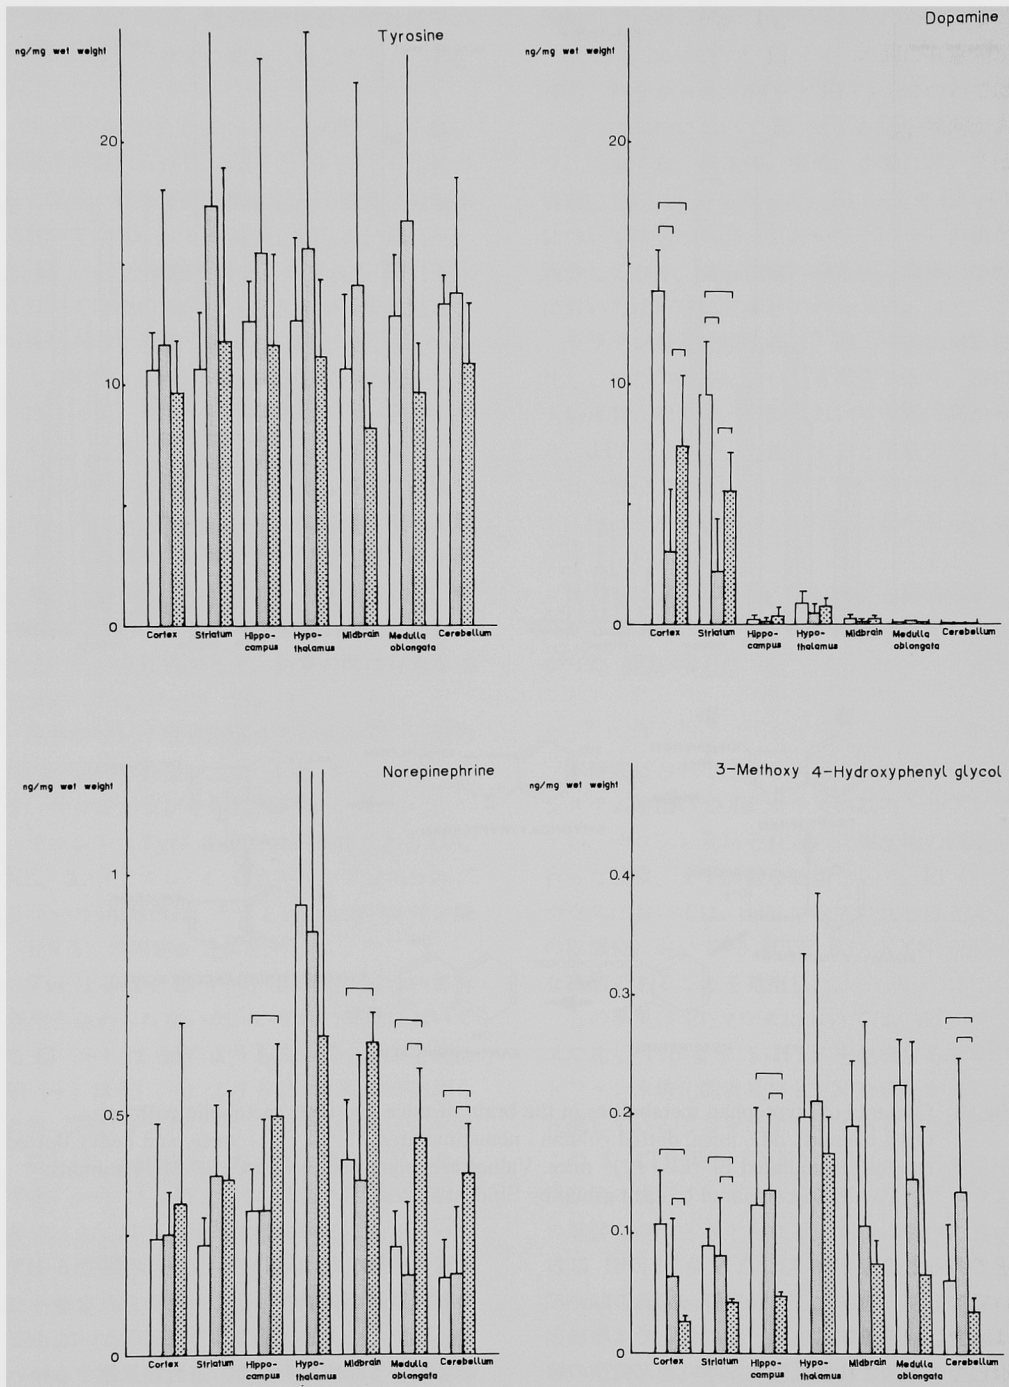 Tyrosine
ng/mg wet weight
20
10
0
Cortex Striatum Hippo-campus Hypo-thalamus Midbrain Medulla oblongata Cerebellum
Dopamine
ng/mg wet weight
20
10
0
Cortex Striatum Hippo-campus Hypo-thalamus Midbrain Medulla oblongata Cerebellum
Norepinephrine
ng/mg wet weight
1
0.5
0
Cortex Striatum Hippo-campus Hypo-thalamus Midbrain Medulla oblongata Cerebellum
3-Methoxy 4-Hydroxyphenyl glycol
ng/mg wet weight
0.4
0.3
0.2
0.1
0
Cortex Striatum Hippo-campus Hypo-thalamus Midbrain Medulla oblongata Cerebellum